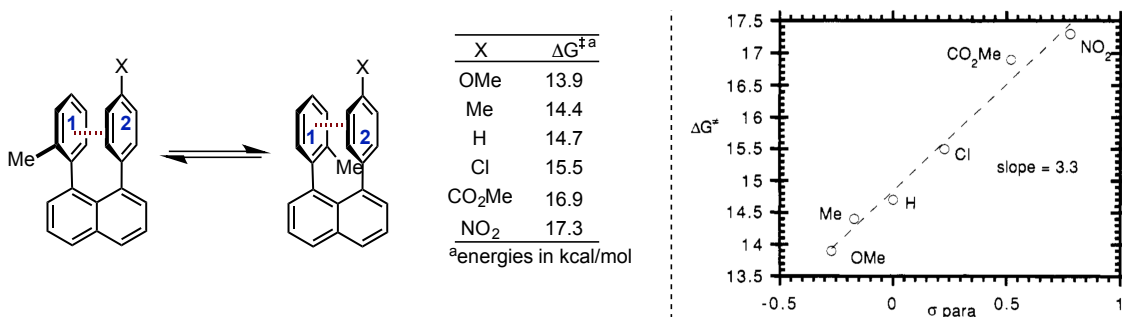 X
X
1
2
Me
1
2
Me
X ΔG‡a
OMe 13.9
Me 14.4
H 14.7
Cl 15.5
CO2Me 16.9
NO2 17.3
aenergies in kcal/mol
17.5
17
16.5
16
15.5
15
14.5
14
13.5
ΔG≠
CO2Me
NO2
Cl
slope = 3.3
Me
H
OMe
-0.5 0 0.5 1
σ para